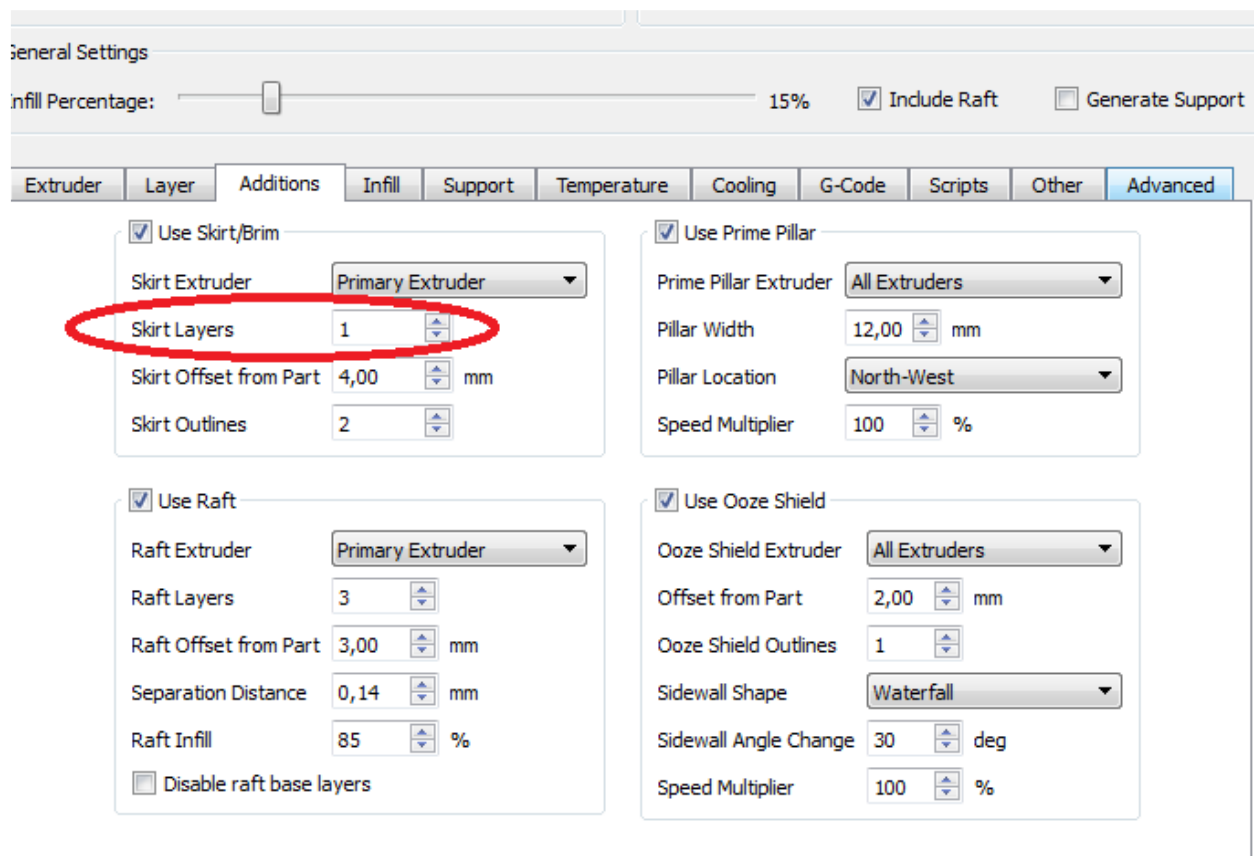 General Settings
Infill Percentage: 15% Include Raft Generate Support
Extruder Layer Additions Infill Support Temperature Cooling G-Code Scripts Other Advanced
Use Skirt/Brim
Skirt Extruder Primary Extruder
Skirt Layers 1
Skirt Offset from Part 4,00 mm
Skirt Outlines 2
Use Prime Pillar
Prime Pillar Extruder All Extruders
Pillar Width 12,00 mm
Pillar Location North-West
Speed Multiplier 100 %
Use Raft
Raft Extruder Primary Extruder
Raft Layers 3
Raft Offset from Part 3,00 mm
Separation Distance 0,14 mm
Raft Infill 85 %
Disable raft base layers
Use Ooze Shield
Ooze Shield Extruder All Extruders
Offset from Part 2,00 mm
Ooze Shield Outlines 1
Sidewall Shape Waterfall
Sidewall Angle Change 30 deg
Speed Multiplier 100 %